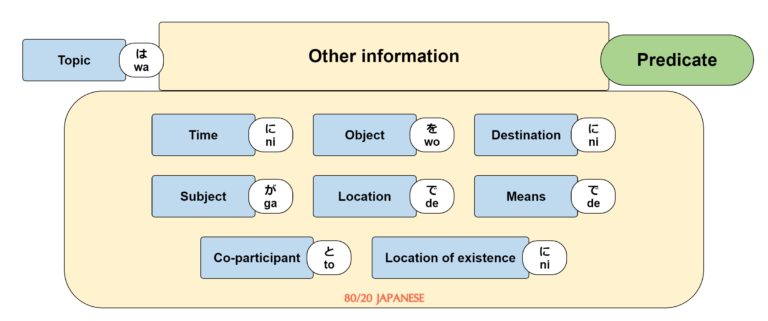 Topic
は
wa
Other information
Predicate
Time
に
ni
Object
を
wo
Destination
に
ni
Subject
が
ga
Location
で
de
Means
で
de
Co-participant
と
to
Location of existence
に
ni
80/20 JAPANESE